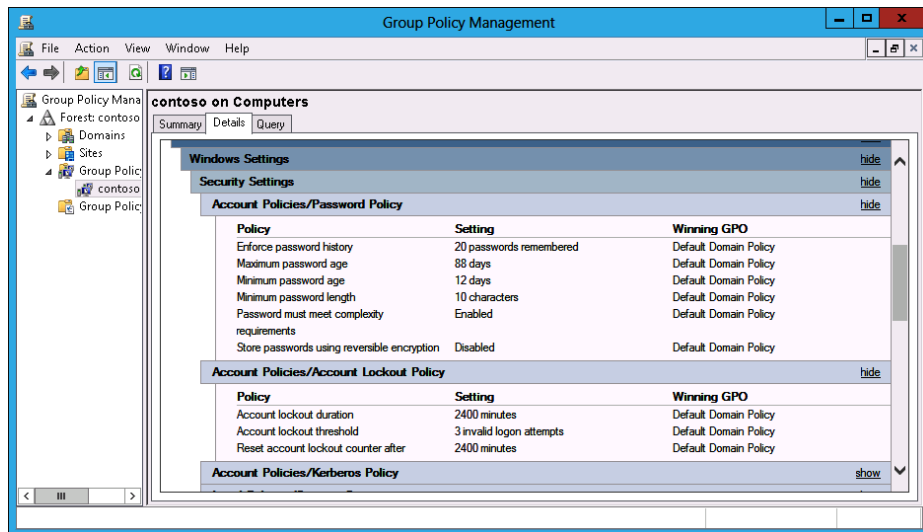 Group Policy Management
File Action View Window Help
Group Policy Mana
Forest: contoso
Domains
Sites
Group Polic
contoso
Group Polic
contoso on Computers
Summary Details Query
Windows Settings hide
Security Settings hide
Account Policies/Password Policy hide
Policy Setting Winning GPO
Enforce password history 20 passwords remembered Default Domain Policy
Maximum password age 88 days Default Domain Policy
Minimum password age 12 days Default Domain Policy
Minimum password length 10 characters Default Domain Policy
Password must meet complexity Enabled Default Domain Policy
requirements
Store passwords using reversible encryption Disabled Default Domain Policy
Account Policies/Account Lockout Policy hide
Policy Setting Winning GPO
Account lockout duration 2400 minutes Default Domain Policy
Account lockout threshold 3 invalid logon attempts Default Domain Policy
Reset account lockout counter after 2400 minutes Default Domain Policy
Account Policies/Kerberos Policy show